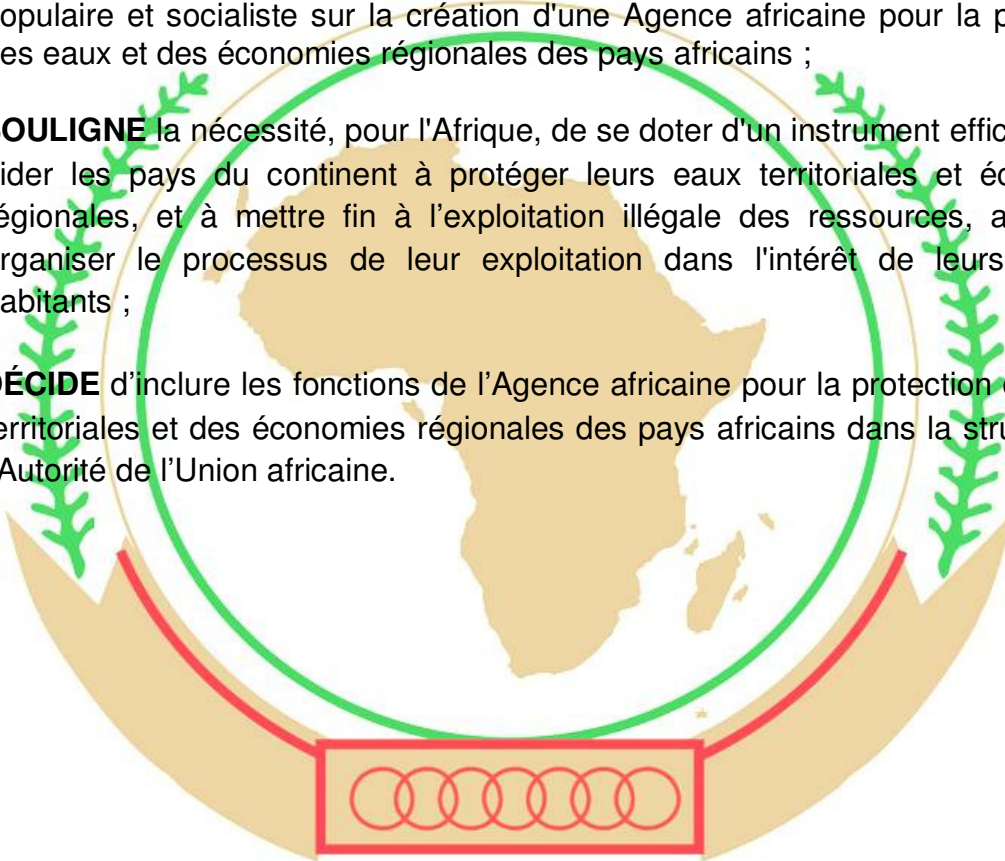 opulaire et socialiste sur la création d'une Agence africaine pour la p
es eaux et des économies régionales des pays africains ;
OULIGNE la nécessité, pour l'Afrique, de se doter d'un instrument effic
ider les pays du continent à protéger leurs eaux territoriales et éc
égionales, et à mettre fin à l’exploitation illégale des ressources, a
rganiser le processus de leur exploitation dans l'intérêt de leurs
abitants ;
DÉCIDE d’inclure les fonctions de l’Agence africaine pour la protection
erritoriales et des économies régionales des pays africains dans la stru
Autorité de l’Union africaine.